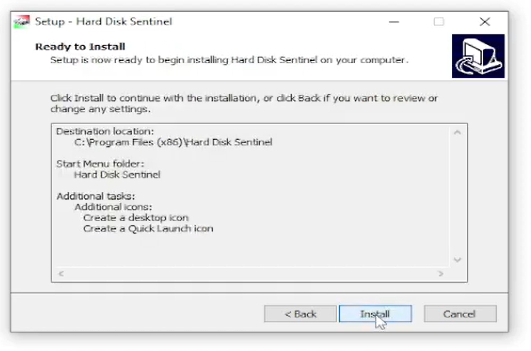 Setup - Hard Disk Sentinel
Ready to Install
Setup is now ready to begin installing Hard Disk Sentinel on your computer.
Click Install to continue with the installation, or click Back if you want to review or
change any settings.
Destination location:
C:\Program Files (x86)\Hard Disk Sentinel
Start Menu folder:
Hard Disk Sentinel
Additional tasks:
Additional icons:
Create a desktop icon
Create a Quick Launch icon
< Back
Install
Cancel